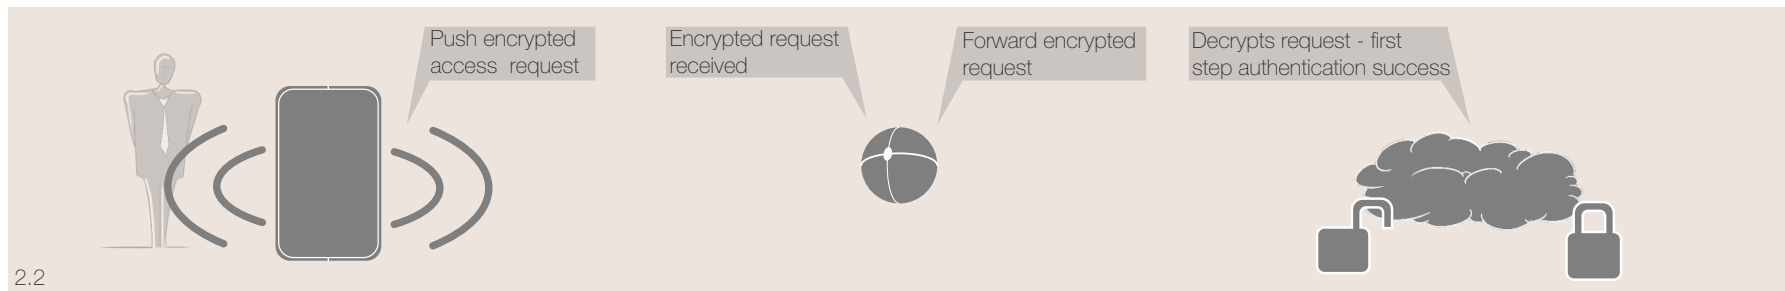 Push encrypted
access request
Encrypted request
received
Forward encrypted
request
Decrypts request - first
step authentication success
2.2